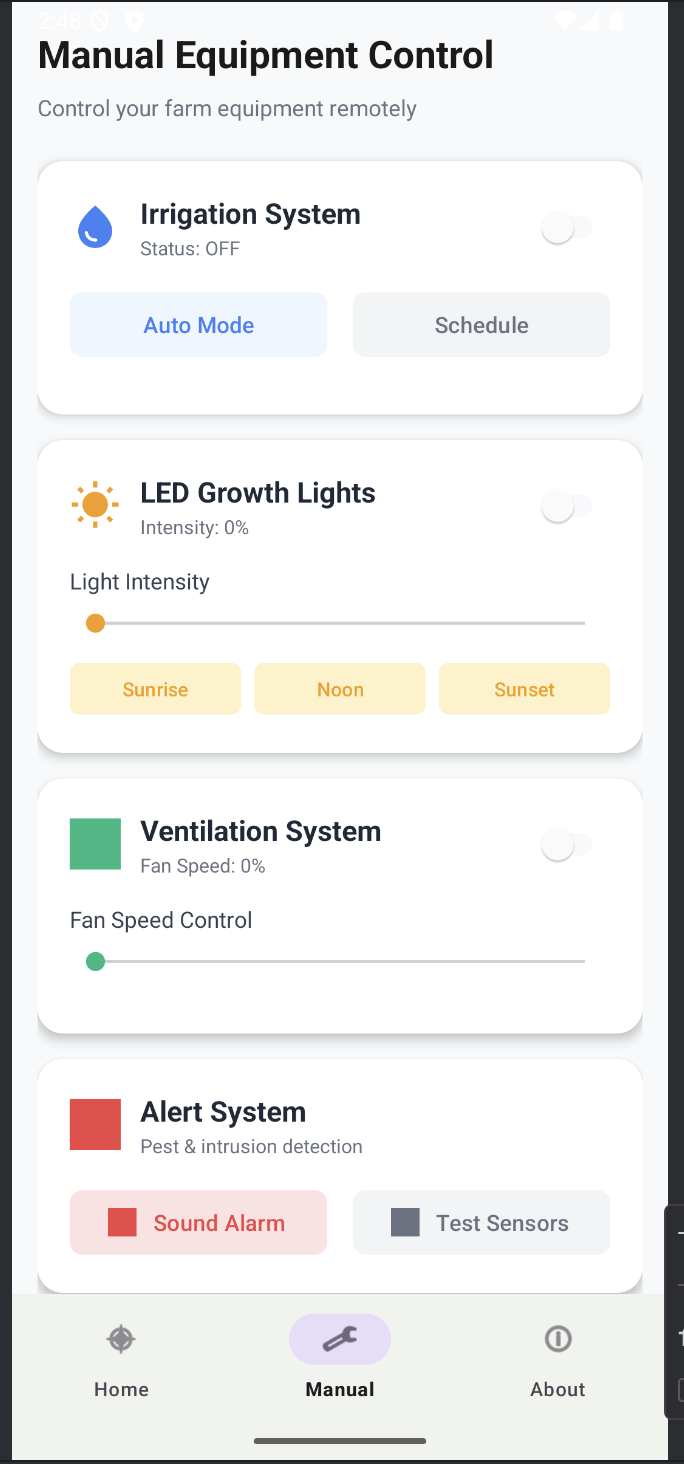 2:48
Manual Equipment Control
Control your farm equipment remotely
Irrigation System
Status: OFF
Auto Mode Schedule
LED Growth Lights
Intensity: 0%
Light Intensity
Sunrise Noon Sunset
Ventilation System
Fan Speed: 0%
Fan Speed Control
Alert System
Pest & intrusion detection
Sound Alarm Test Sensors
Home Manual About